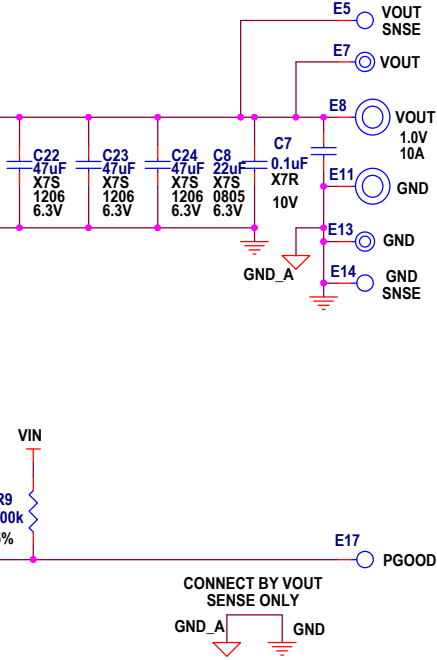 E5
VOUT
SNSE
E7
VOUT
E8
VOUT
1.0V
10A
C22
47uF
X7S
1206
6.3V
C23
47uF
X7S
1206
6.3V
C24
47uF
X7S
1206
6.3V
C8
22uF
X7S
0805
6.3V
C7
0.1uF
X7R
10V
E11
GND
E13
GND
GND_A
E14
GND
SNSE
VIN
R9
00k
%
E17
PGOOD
CONNECT BY VOUT
SENSE ONLY
GND_A
GND